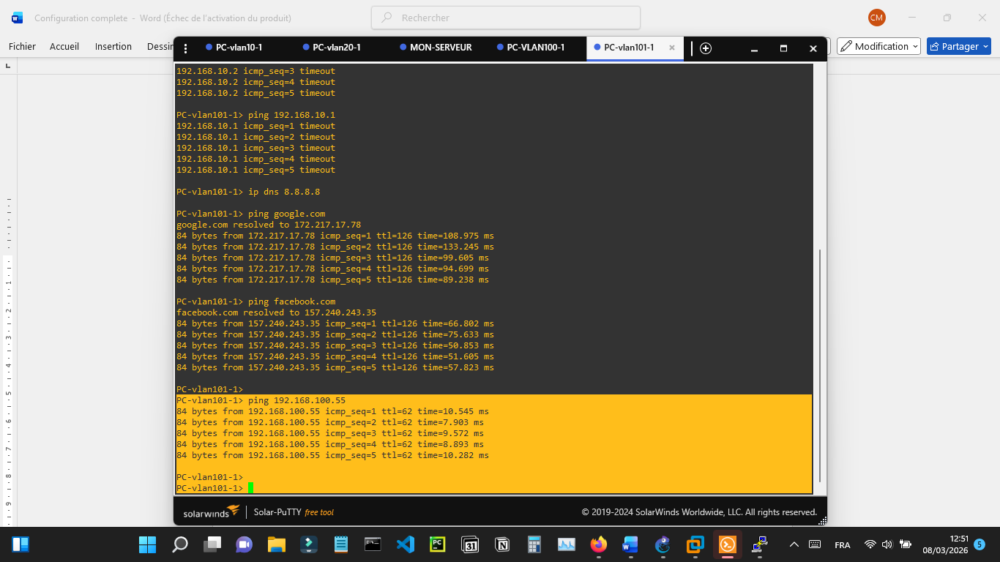 Configuration complete - Word (Échec de l'activation du produit)
Rechercher
CM
Fichier
Accueil
Insertion
Dessin
Modification
Partager
PC-vlan10-1
PC-vlan20-1
MON-SERVEUR
PC-VLAN100-1
PC-vlan101-1
192.168.10.2 icmp_seq=3 timeout
192.168.10.2 icmp_seq=4 timeout
192.168.10.2 icmp_seq=5 timeout
PC-vlan101-1> ping 192.168.10.1
192.168.10.1 icmp_seq=1 timeout
192.168.10.1 icmp_seq=2 timeout
192.168.10.1 icmp_seq=3 timeout
192.168.10.1 icmp_seq=4 timeout
192.168.10.1 icmp_seq=5 timeout
PC-vlan101-1> ip dns 8.8.8.8
PC-vlan101-1> ping google.com
google.com resolved to 172.217.17.78
84 bytes from 172.217.17.78 icmp_seq=1 ttl=126 time=108.975 ms
84 bytes from 172.217.17.78 icmp_seq=2 ttl=126 time=133.245 ms
84 bytes from 172.217.17.78 icmp_seq=3 ttl=126 time=99.605 ms
84 bytes from 172.217.17.78 icmp_seq=4 ttl=126 time=94.699 ms
84 bytes from 172.217.17.78 icmp_seq=5 ttl=126 time=89.238 ms
PC-vlan101-1> ping facebook.com
facebook.com resolved to 157.240.243.35
84 bytes from 157.240.243.35 icmp_seq=1 ttl=126 time=66.802 ms
84 bytes from 157.240.243.35 icmp_seq=2 ttl=126 time=75.633 ms
84 bytes from 157.240.243.35 icmp_seq=3 ttl=126 time=50.853 ms
84 bytes from 157.240.243.35 icmp_seq=4 ttl=126 time=51.605 ms
84 bytes from 157.240.243.35 icmp_seq=5 ttl=126 time=57.823 ms
PC-vlan101-1>
PC-vlan101-1> ping 192.168.100.55
84 bytes from 192.168.100.55 icmp_seq=1 ttl=62 time=10.545 ms
84 bytes from 192.168.100.55 icmp_seq=2 ttl=62 time=7.903 ms
84 bytes from 192.168.100.55 icmp_seq=3 ttl=62 time=9.572 ms
84 bytes from 192.168.100.55 icmp_seq=4 ttl=62 time=8.893 ms
84 bytes from 192.168.100.55 icmp_seq=5 ttl=62 time=10.282 ms
PC-vlan101-1>
PC-vlan101-1>
solarwinds
Solar-PuTTY free tool
© 2019-2024 SolarWinds Worldwide, LLC. All rights reserved.
FRA
12:51
08/03/2026
5